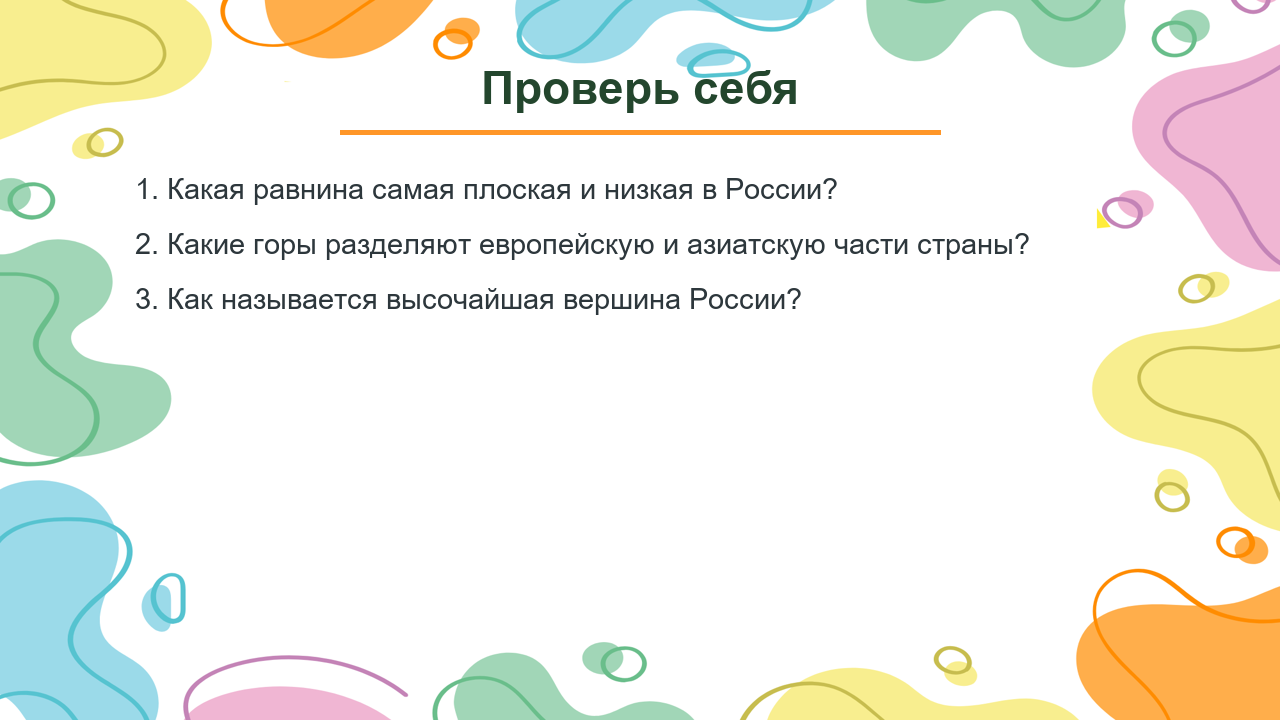 Проверь себя
1. Какая равнина самая плоская и низкая в России?
2. Какие горы разделяют европейскую и азиатскую части страны?
3. Как называется высочайшая вершина России?